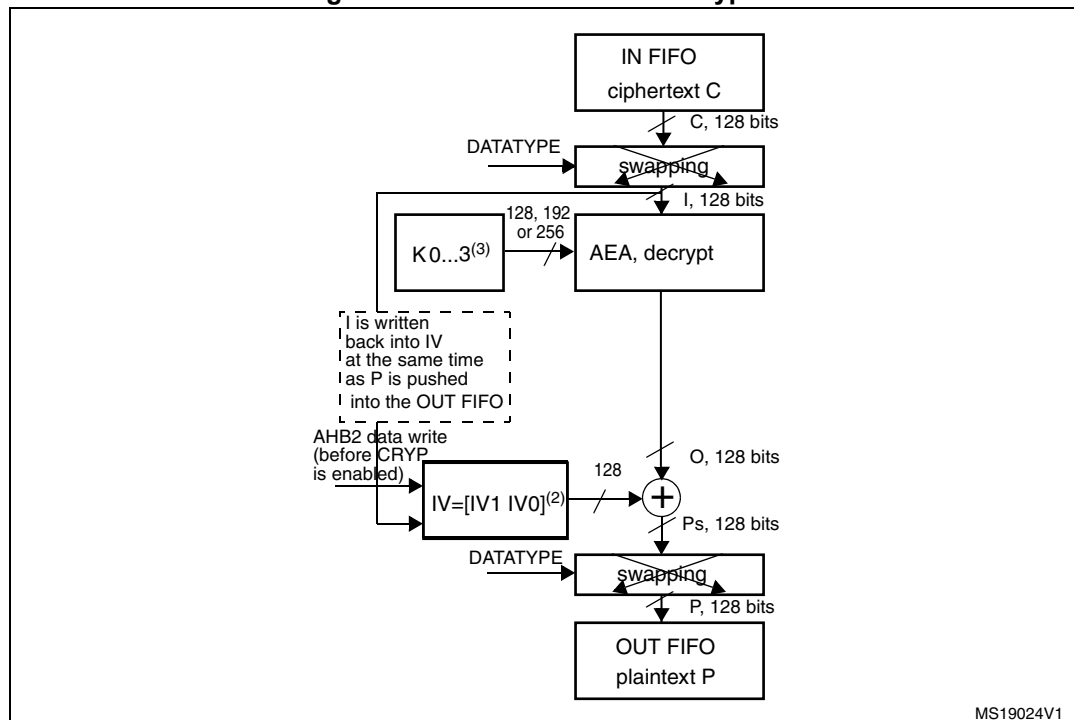 IN FIFO
ciphertext C
C, 128 bits
DATATYPE
swapping
I, 128 bits
128, 192
or 256
K 0...3(3)
AEA, decrypt
I is written
back into IV
at the same time
as P is pushed
into the OUT FIFO
AHB2 data write
(before CRYP
is enabled)
IV=[IV1 IV0](2)
128
O, 128 bits
+
Ps, 128 bits
DATATYPE
swapping
P, 128 bits
OUT FIFO
plaintext P
MS19024V1